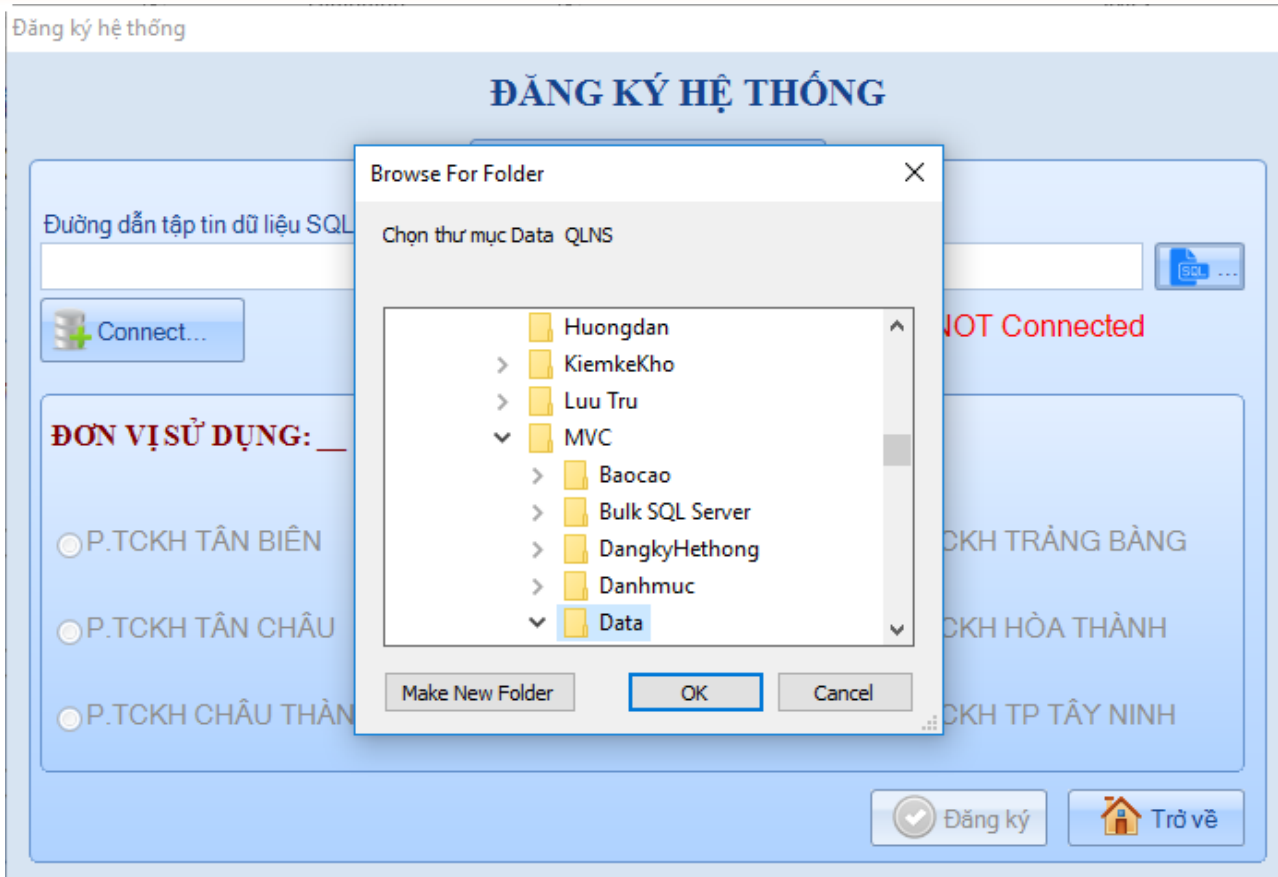 Đăng ký hệ thống
ĐĂNG KÝ HỆ THỐNG
Browse For Folder
Chọn thư mục Data QLNS
Đường dẫn tập tin dữ liệu SQL
SQL ...
Connect...
NOT Connected
Huongdan
KiemkeKho
Luu Tru
MVC
Baocao
Bulk SQL Server
DangkyHethong
Danhmuc
Data
Make New Folder OK Cancel
ĐƠN VỊ SỬ DỤNG: __
P.TCKH TÂN BIÊN
CKH TRẢNG BÀNG
P.TCKH TÂN CHÂU
CKH HÒA THÀNH
P.TCKH CHÂU THÀN
CKH TP TÂY NINH
Đăng ký Trở về